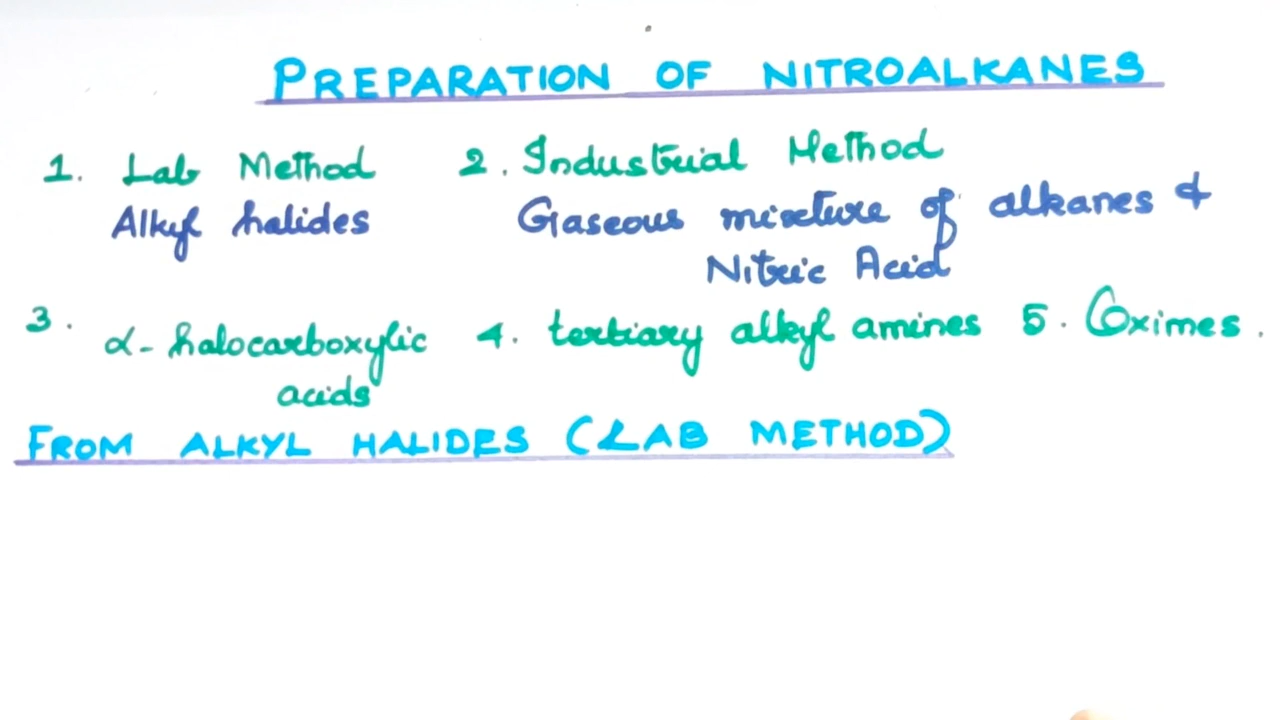 PREPARATION OF NITROALKANES
1. Lab Method 2. Industrial Method
Alkyl halides Gaseous mixture of alkanes &
Nitric Acid
3. α- halocarboxylic 4. tertiary alkyl amines 5. Oximes.
acids
FROM ALKYL HALIDES (LAB METHOD)